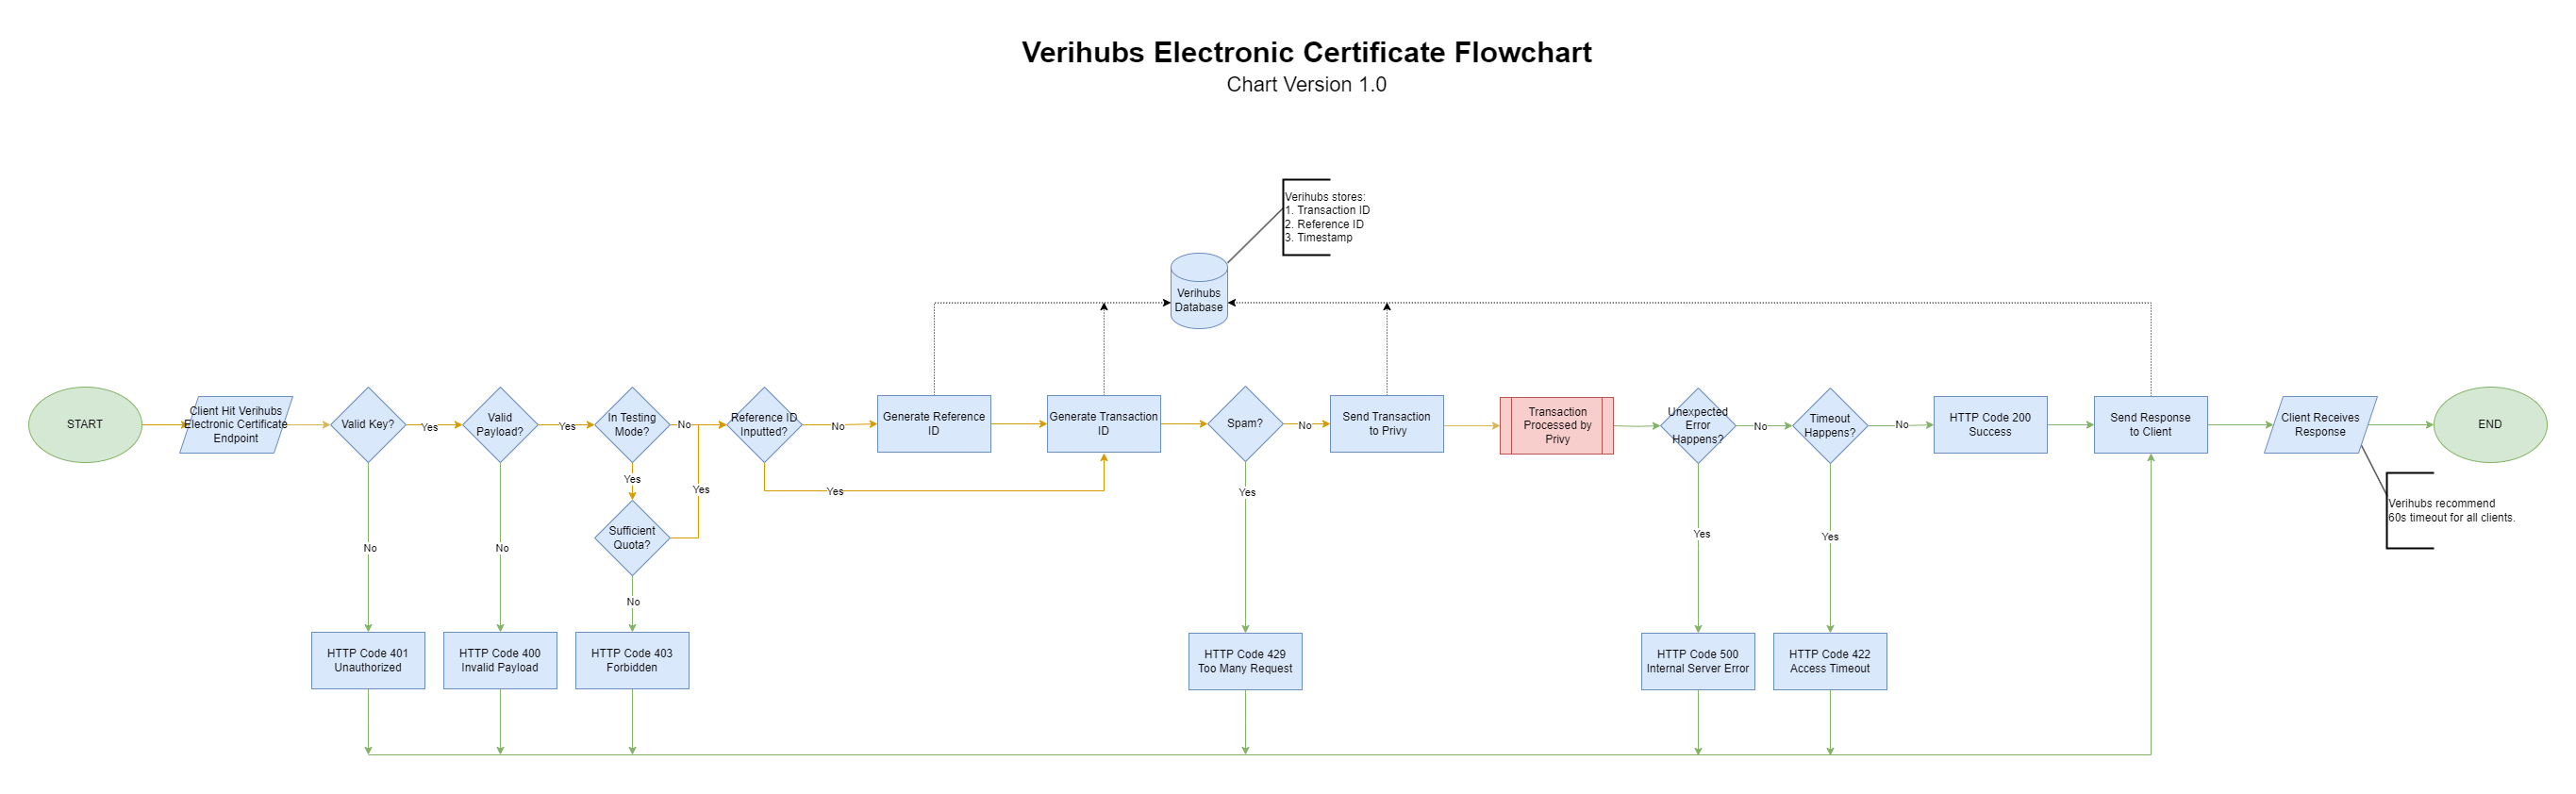 Verihubs Electronic Certificate Flowchart
Chart Version 1.0
Verihubs stores:
1. Transaction ID
2. Reference ID
3. Timestamp
Verihubs
Database
START
Client Hit Verihubs
Electronic Certificate
Endpoint
Valid Key?
Yes
Valid
Payload?
Yes
In Testing
Mode?
No
Reference ID
Inputted?
No
Generate Reference
ID
Generate Transaction
ID
Spam?
No
Send Transaction
to Privy
Transaction
Processed by
Privy
Unexpected
Error
Happens?
No
Timeout
Happens?
No
HTTP Code 200
Success
Send Response
to Client
Client Receives
Response
END
Yes
Yes
Yes
Yes
Sufficient
Quota?
Verihubs recommend
60s timeout for all clients.
No
No
Yes
Yes
No
HTTP Code 401
Unauthorized
HTTP Code 400
Invalid Payload
HTTP Code 403
Forbidden
HTTP Code 429
Too Many Request
HTTP Code 500
Internal Server Error
HTTP Code 422
Access Timeout